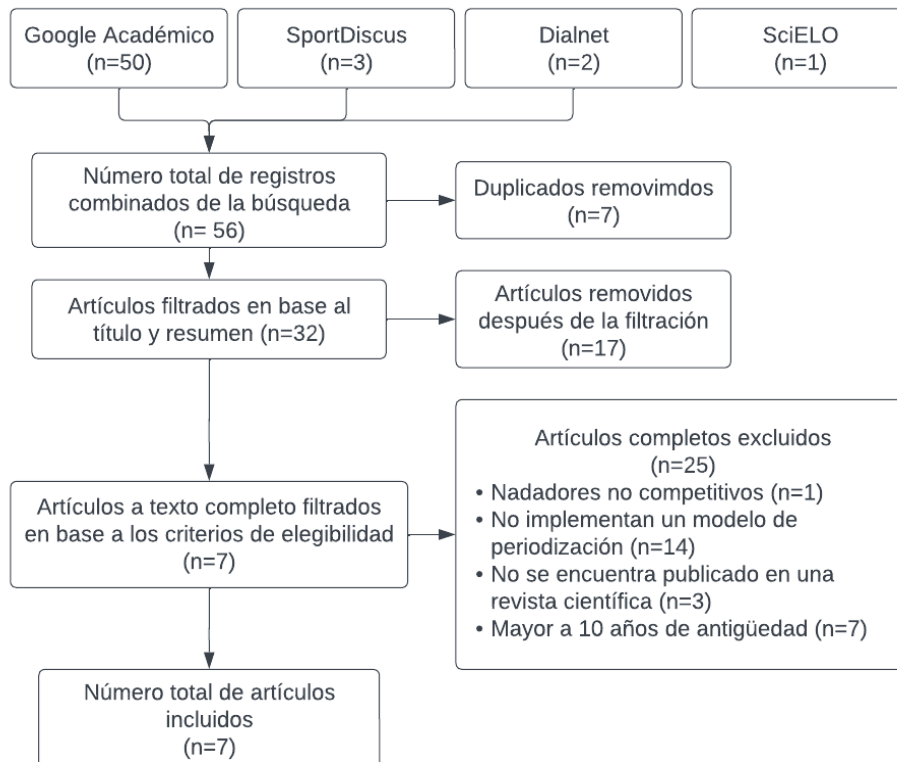 Google Académico
(n=50)
SportDiscus
(n=3)
Dialnet
(n=2)
SciELO
(n=1)
Número total de registros
combinados de la búsqueda
(n= 56)
Duplicados removimdos
(n=7)
Artículos filtrados en base al
título y resumen (n=32)
Artículos removidos
después de la filtración
(n=17)
Artículos a texto completo filtrados
en base a los criterios de elegibilidad
(n=7)
Artículos completos excluidos
(n=25)
• Nadadores no competitivos (n=1)
• No implementan un modelo de
periodización (n=14)
• No se encuentra publicado en una
revista científica (n=3)
• Mayor a 10 años de antigüedad (n=7)
Número total de artículos
incluidos
(n=7)